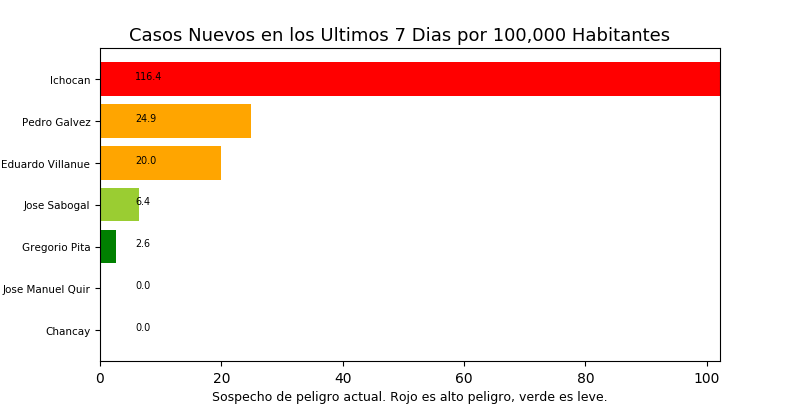 Casos Nuevos en los Ultimos 7 Dias por 100,000 Habitantes
Ichocan 116.4
Pedro Galvez 24.9
Eduardo Villanue 20.0
Jose Sabogal 6.4
Gregorio Pita 2.6
Jose Manuel Quir 0.0
Chancay 0.0
0 20 40 60 80 100
Sospecho de peligro actual. Rojo es alto peligro, verde es leve.